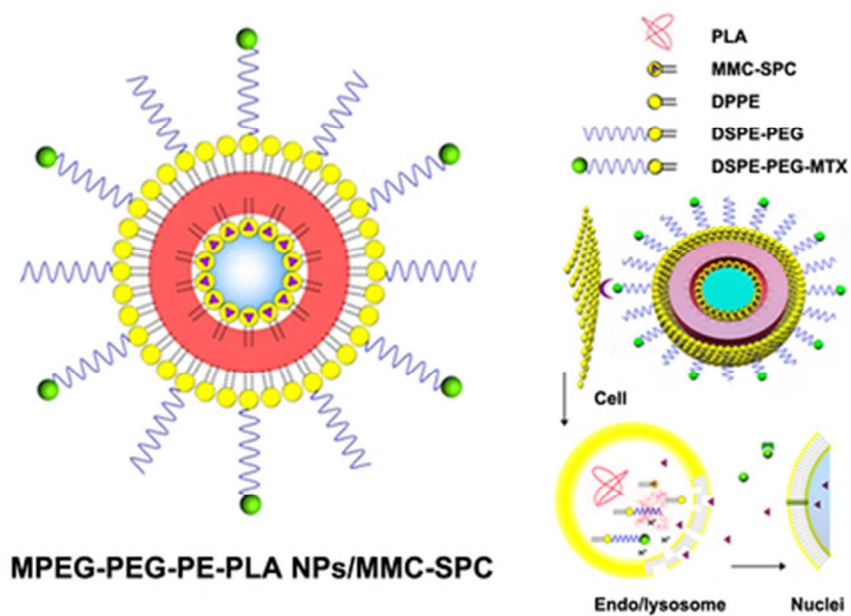 PLA
MMC-SPC
DPPE
DSPE-PEG
DSPE-PEG-MTX
Cell
MPEG-PEG-PE-PLA NPs/MMC-SPC
Endo/lysosome
Nuclei